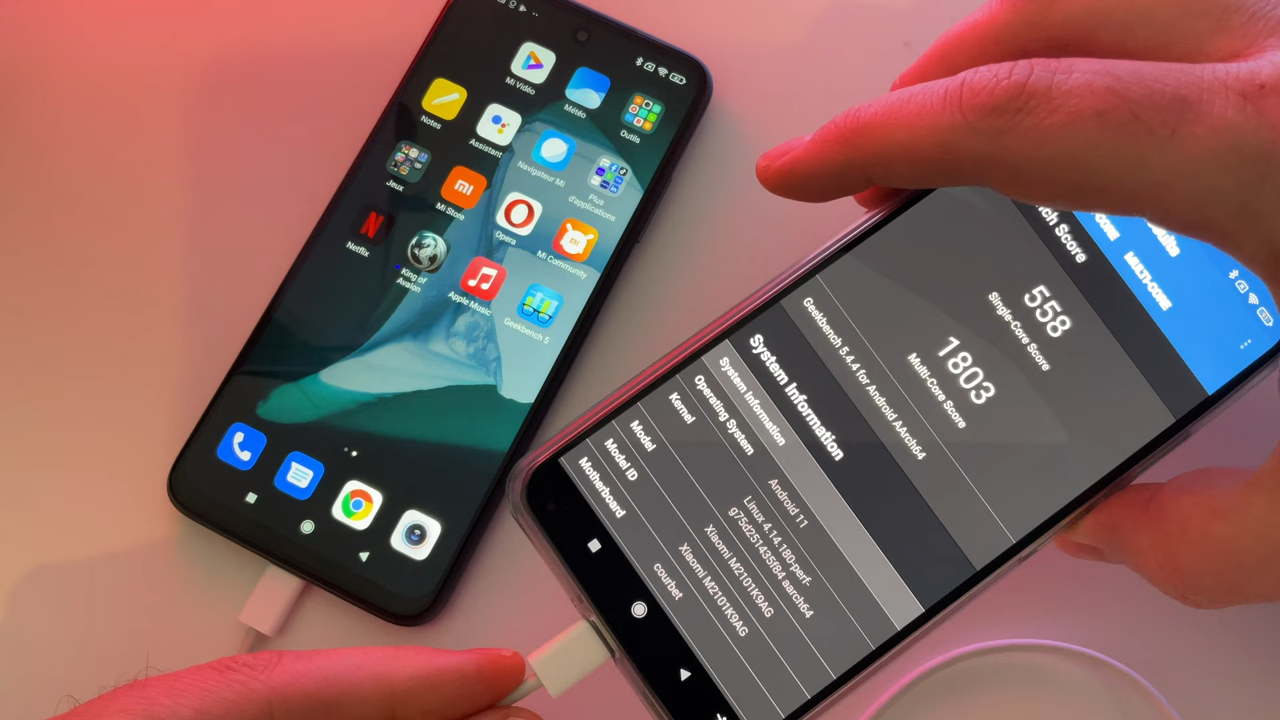 Mi Vidéo
Météo
Outils
Notes
Assistant
Navigateur Mi
Plus
d'applications
Jeux
Mi Store
Opera
Mi Community
Netflix
King of
Avalon
Apple Music
Geekbench 5
MULTI-CORE
Score
558
Single-Core Score
1803
Multi-Core Score
Geekbench 5.4.4 for Android AArch64
System Information
System Information
Operating System
Android 11
Kernel
Linux 4.14.180-perf-
g75d251435f84 aarch64
Model
Xiaomi M2101K9AG
Model ID
Xiaomi M2101K9AG
Motherboard
courbet